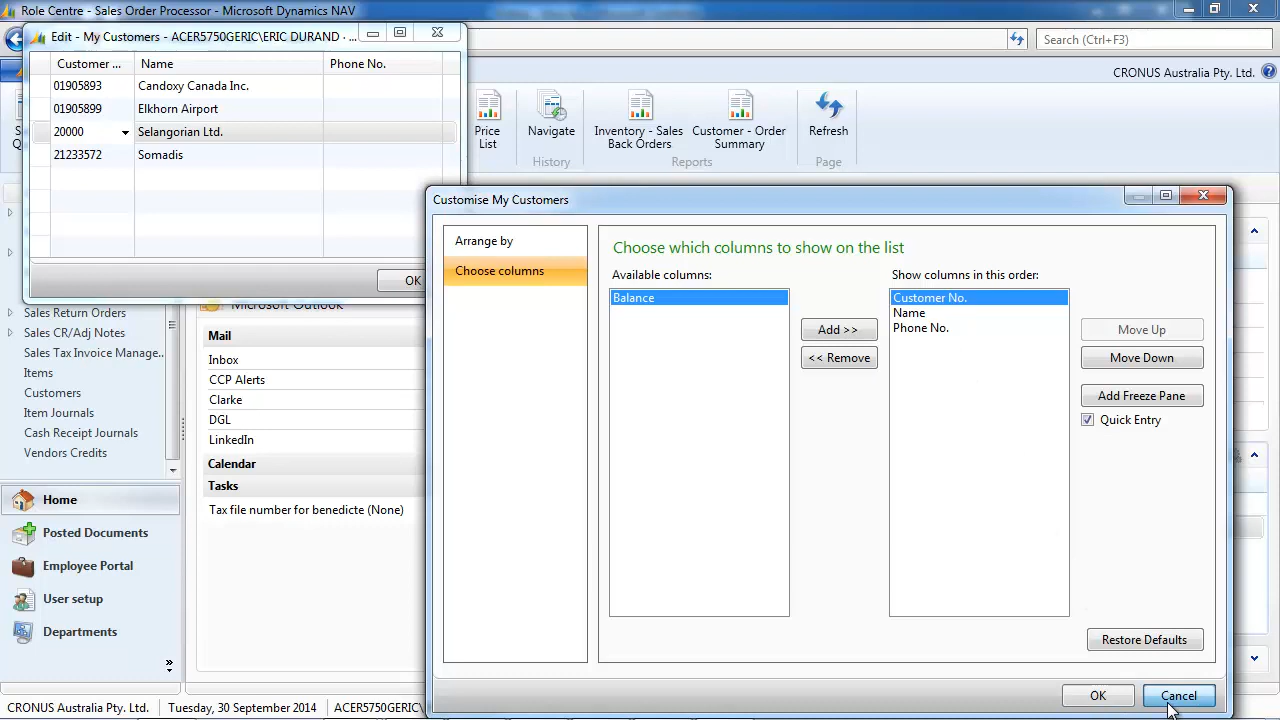 Role Centre - Sales Order Processor - Microsoft Dynamics NAV
Edit - My Customers - ACER5750GERIC\ERIC DURAND - ...
Search (Ctrl+F3)
CRONUS Australia Pty. Ltd.
Customer ... Name Phone No.
01905893 Candoxy Canada Inc.
01905899 Elkhorn Airport
20000 Selangorian Ltd.
21233572 Somadis
OK
Price List
Navigate
Inventory - Sales Back Orders
Customer - Order Summary
Refresh
History
Reports
Page
Customise My Customers
Arrange by
Choose columns
Choose which columns to show on the list
Available columns:
Balance
Add >>
<< Remove
Show columns in this order:
Customer No.
Name
Phone No.
Move Up
Move Down
Add Freeze Pane
Quick Entry
Restore Defaults
OK
Cancel
Sales Return Orders
Sales CR/Adj Notes
Sales Tax Invoice Manage..
Items
Customers
Item Journals
Cash Receipt Journals
Vendors Credits
Home
Posted Documents
Employee Portal
User setup
Departments
Microsoft Outlook
Mail
Inbox
CCP Alerts
Clarke
DGL
LinkedIn
Calendar
Tasks
Tax file number for benedicte (None)
CRONUS Australia Pty. Ltd.
Tuesday, 30 September 2014
ACER5750GERIC\